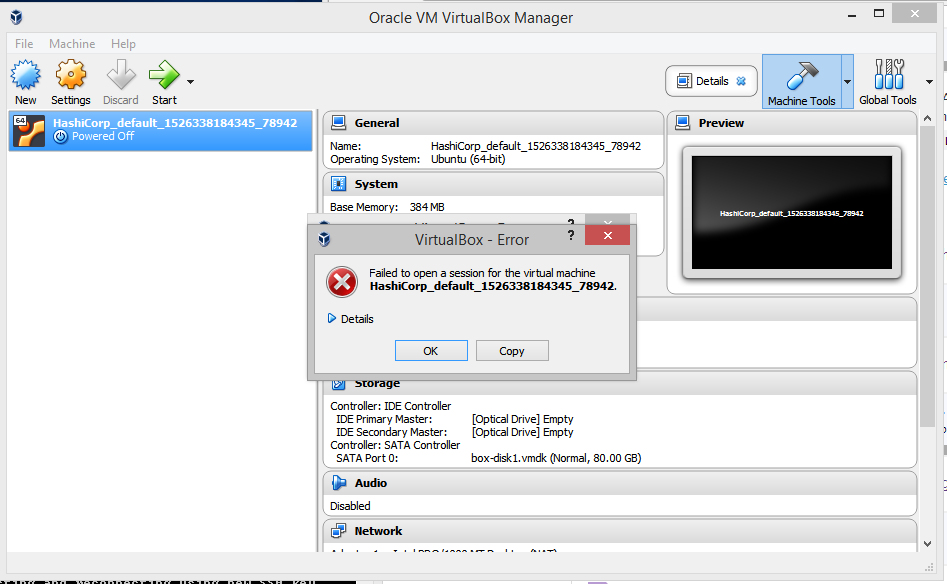 Oracle VM VirtualBox Manager
File Machine Help
New Settings Discard Start
Details
Machine Tools
Global Tools
64
HashiCorp_default_1526338184345_78942
Powered Off
General
Name: HashiCorp_default_1526338184345_78942
Operating System: Ubuntu (64-bit)
System
Base Memory: 384 MB
Preview
HashiCorp_default_1526338184345_78942
VirtualBox - Error
?
Failed to open a session for the virtual machine
HashiCorp_default_1526338184345_78942.
Details
OK Copy
Storage
Controller: IDE Controller
IDE Primary Master: [Optical Drive] Empty
IDE Secondary Master: [Optical Drive] Empty
Controller: SATA Controller
SATA Port 0: box-disk1.vmdk (Normal, 80.00 GB)
Audio
Disabled
Network